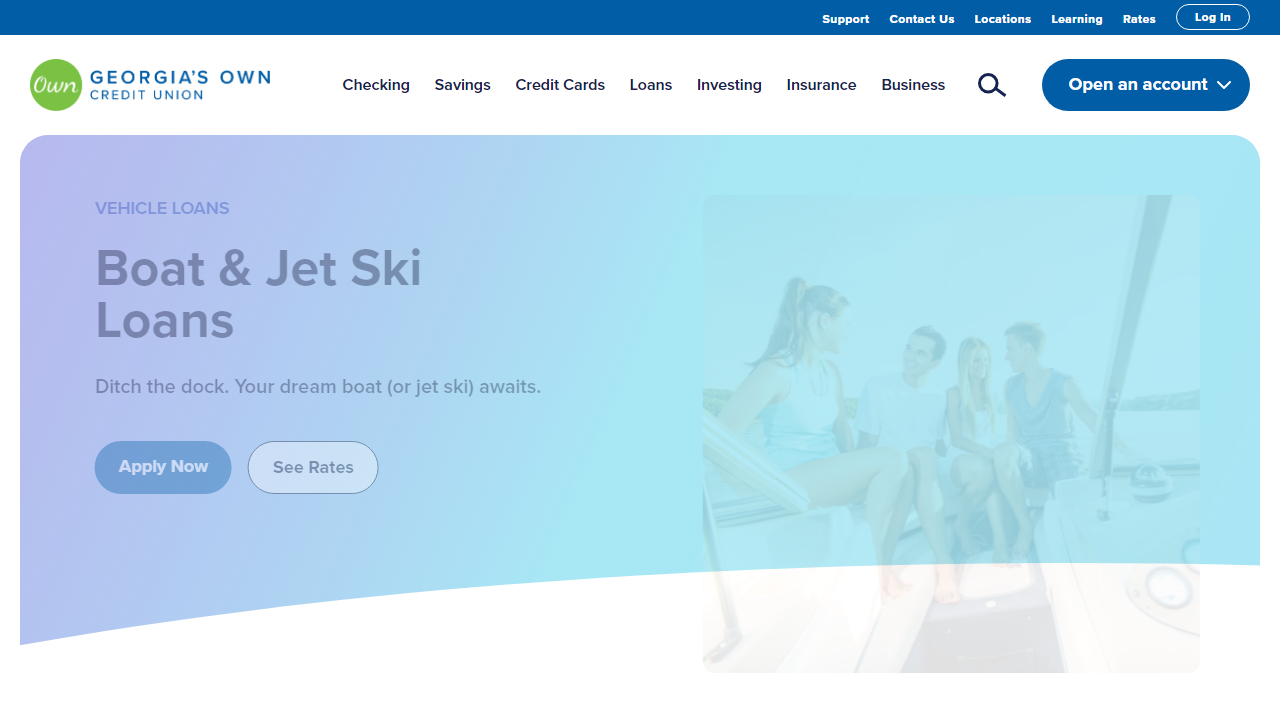 Support Contact Us Locations Learning Rates Log In
Own GEORGIA'S OWN
CREDIT UNION
Checking Savings Credit Cards Loans Investing Insurance Business Open an account
VEHICLE LOANS
Boat & Jet Ski
Loans
Ditch the dock. Your dream boat (or jet ski) awaits.
Apply Now See Rates